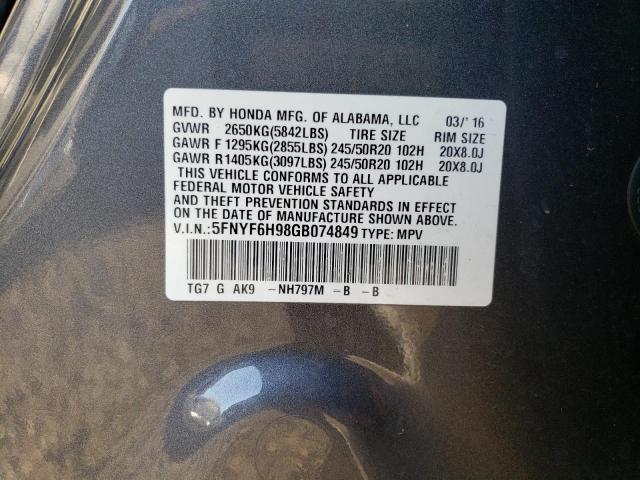 MFD. BY HONDA MFG. OF ALABAMA, LLC 03/'16
GVWR 2650KG(5842LBS) TIRE SIZE RIM SIZE
GAWR F 1295KG(2855LBS) 245/50R20 102H 20X8.0J
GAWR R 1405KG(3097LBS) 245/50R20 102H 20X8.0J
THIS VEHICLE CONFORMS TO ALL APPLICABLE
FEDERAL MOTOR VEHICLE SAFETY
AND THEFT PREVENTION STANDARDS IN EFFECT
ON THE DATE OF MANUFACTURE SHOWN ABOVE.
V.I.N.:5FNYF6H98GB074849 TYPE: MPV
TG7 G AK9 -NH797M -B -B